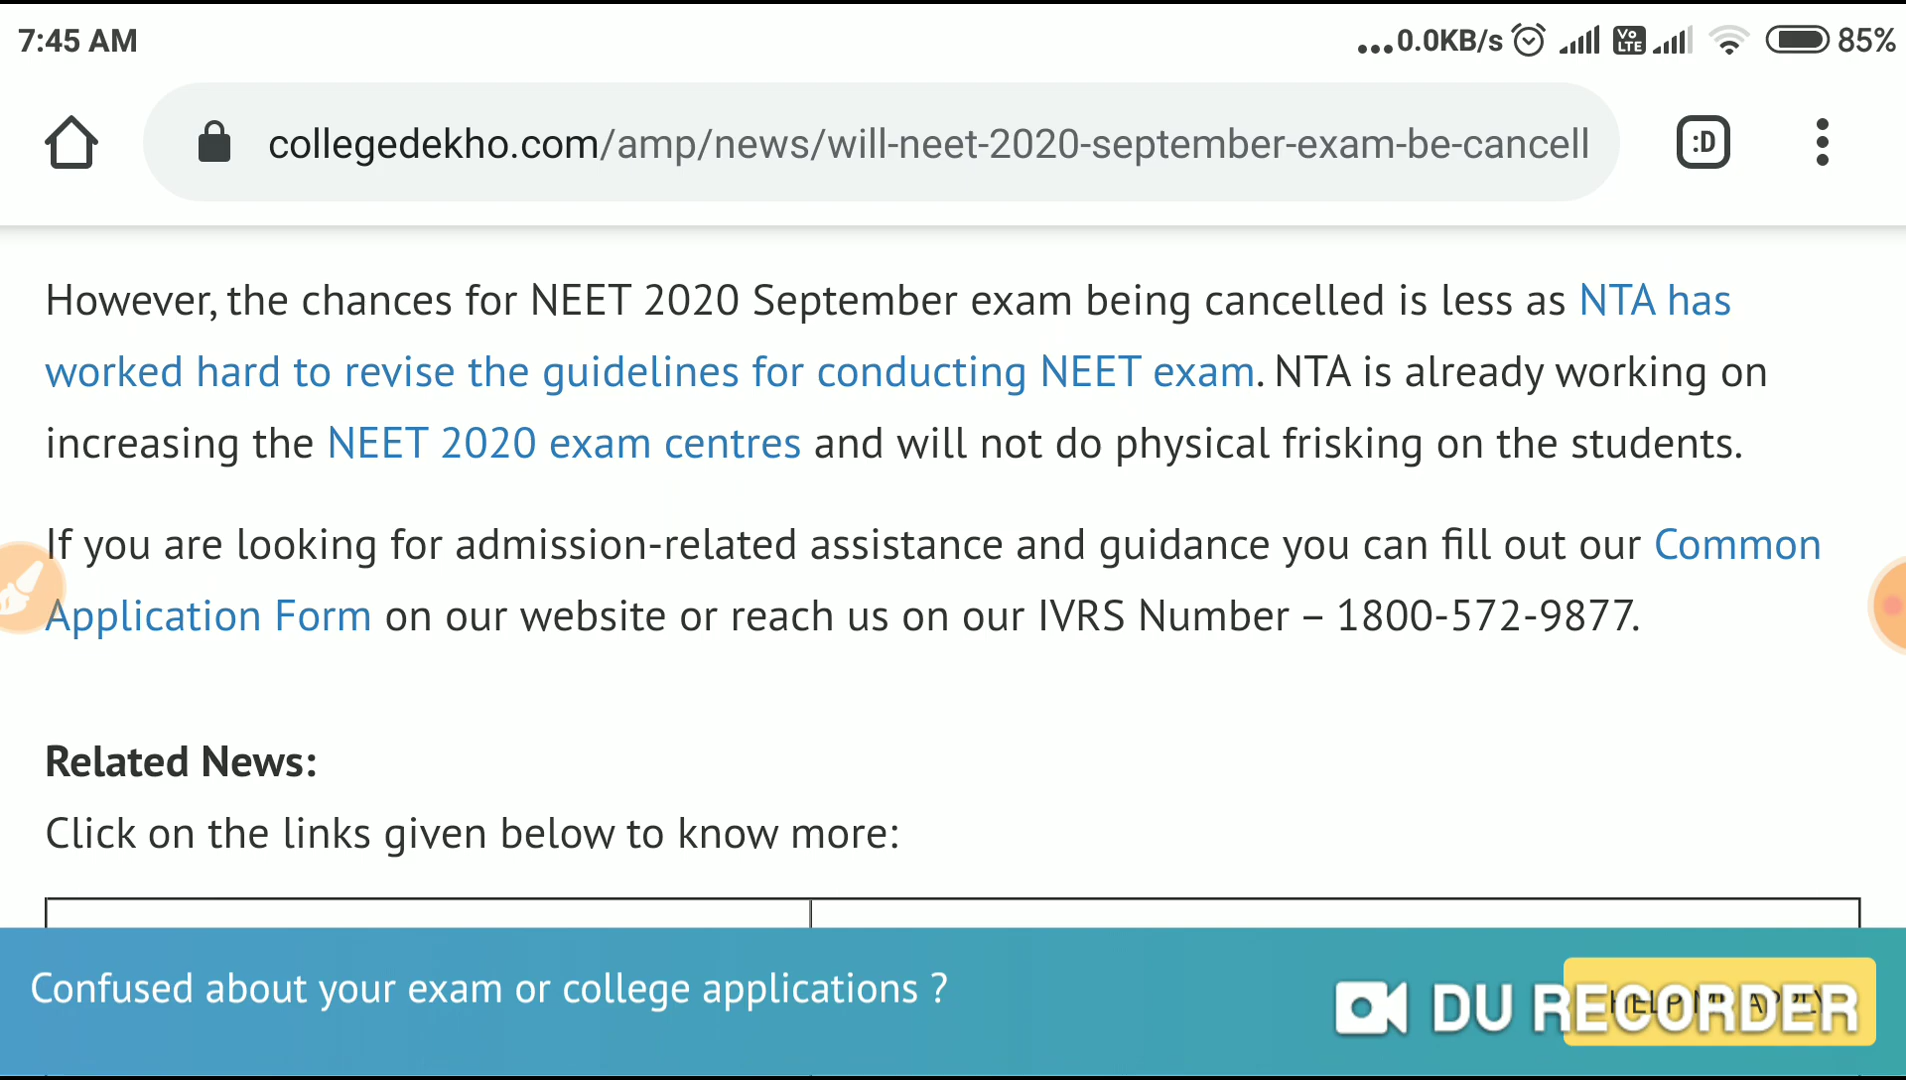 7:45 AM
...0.0KB/s Vo LTE 85%
collegedekho.com/amp/news/will-neet-2020-september-exam-be-cancell
:D
However, the chances for NEET 2020 September exam being cancelled is less as NTA has
worked hard to revise the guidelines for conducting NEET exam. NTA is already working on
increasing the NEET 2020 exam centres and will not do physical frisking on the students.
If you are looking for admission-related assistance and guidance you can fill out our Common
Application Form on our website or reach us on our IVRS Number – 1800-572-9877.
Related News:
Click on the links given below to know more:
Confused about your exam or college applications ?
HELP ME APPLY
DU RECORDER